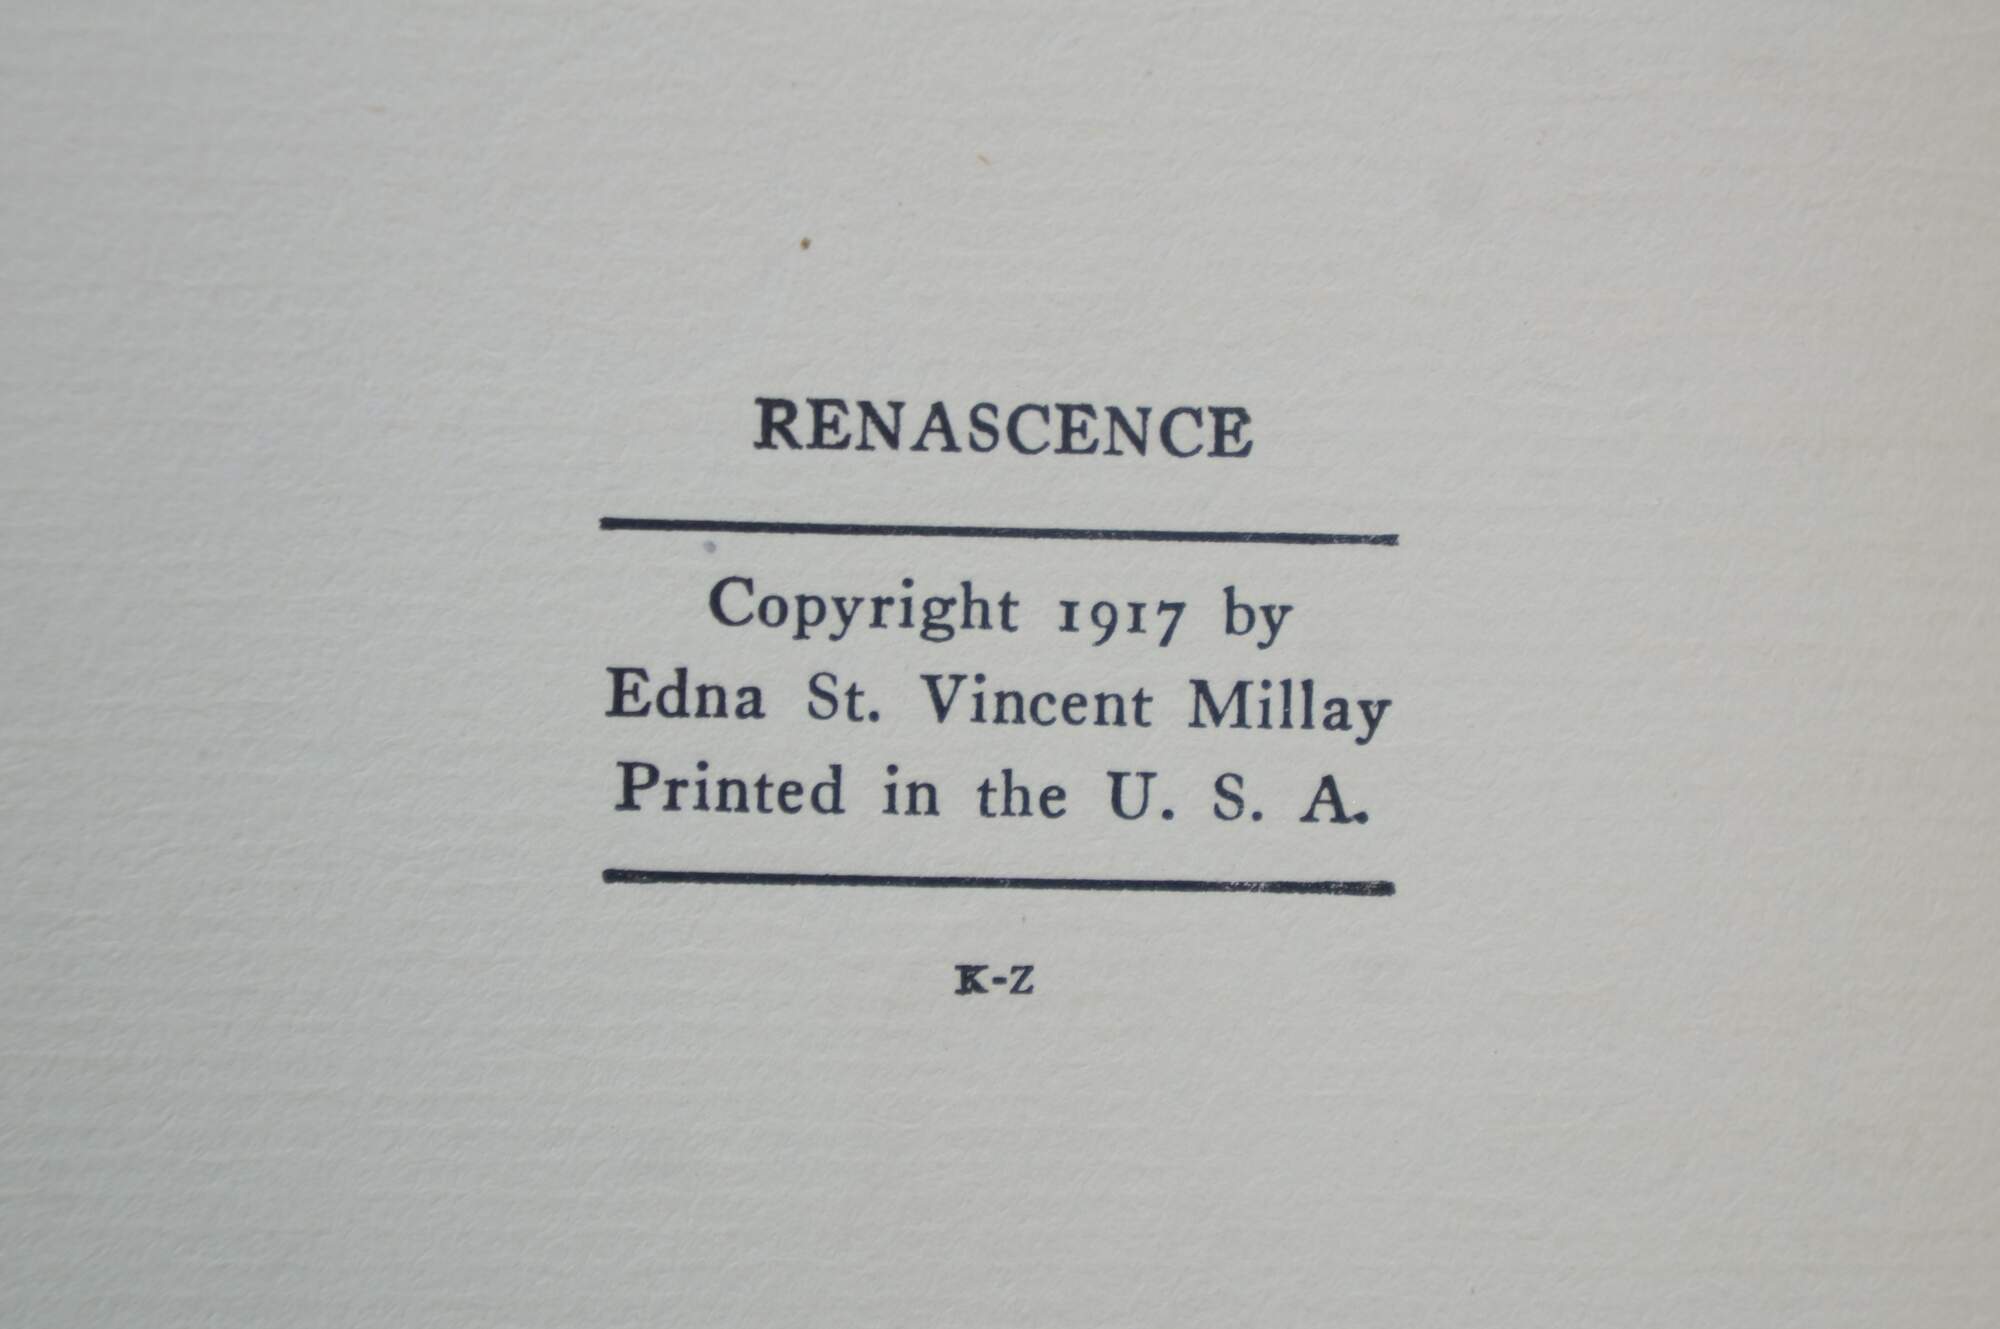 RENASCENCE
Copyright 1917 by
Edna St. Vincent Millay
Printed in the U. S. A.
K-Z